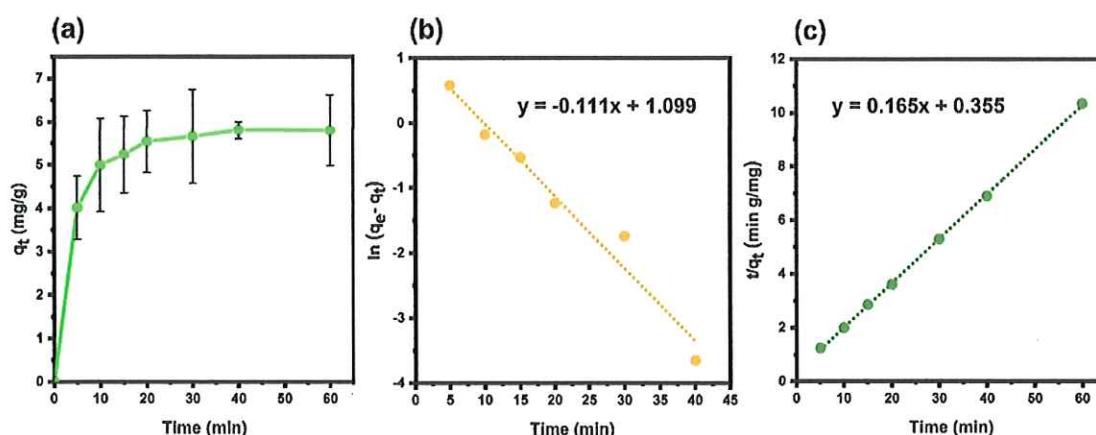 (a)
(b)
(c)
qt (mg/g)
7
6
5
4
3
2
1
0
0 10 20 30 40 50 60
Time (min)
ln (qe- qt)
1
0
-1
-2
-3
-4
y = -0.111x + 1.099
0 5 10 15 20 25 30 35 40 45
Time (min)
t/qt (min g/mg)
12
10
8
6
4
2
0
y = 0.165x + 0.355
0 10 20 30 40 50 60
Time (min)